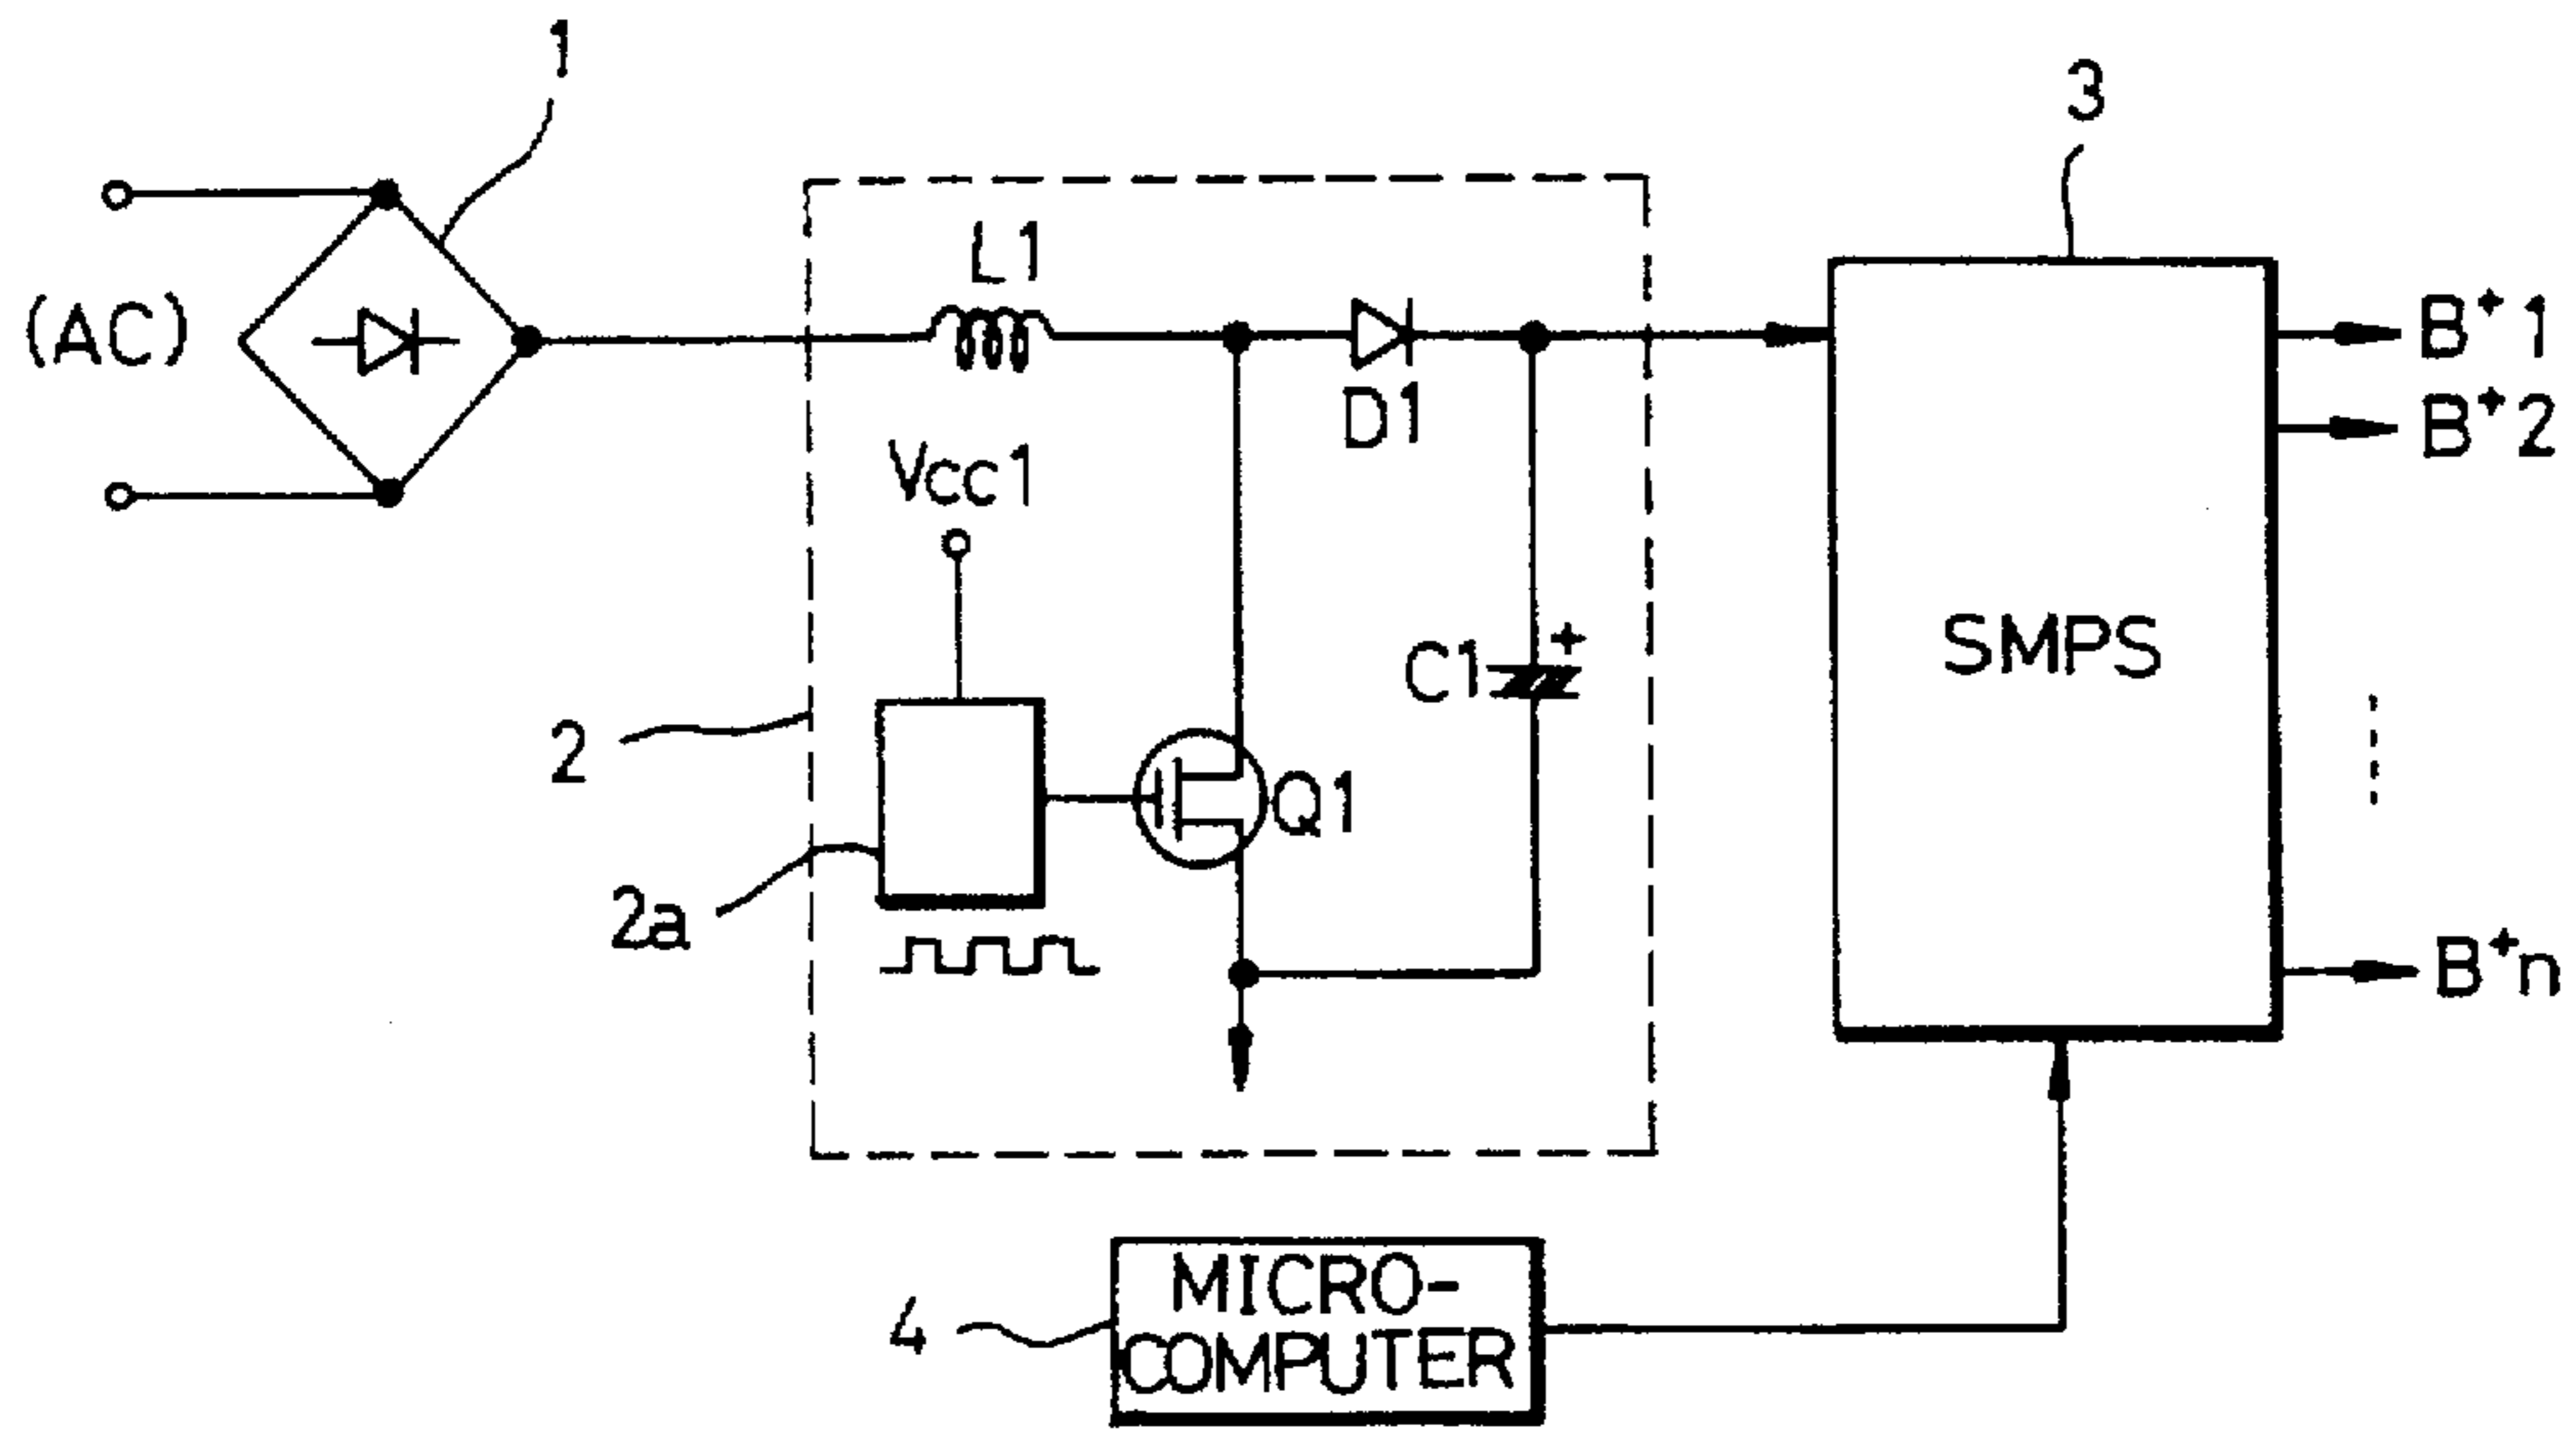 1
3
(AC)
L1
D1
Vcc1
B+1
B+2
C1
+
SMPS
2
Q1
2a
B+n
4
MICRO-
COMPUTER